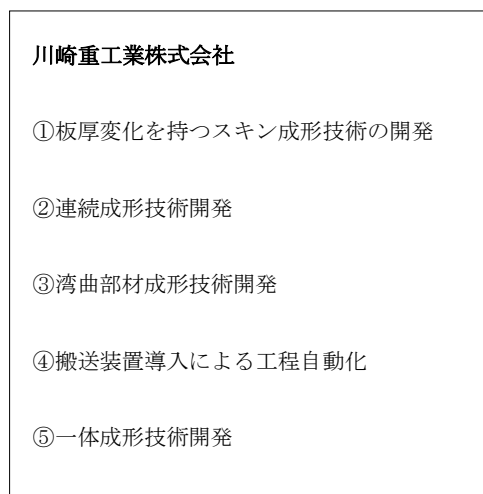 川崎重工業株式会社
①板厚変化を持つスキン成形技術の開発
②連続成形技術開発
③湾曲部材成形技術開発
④搬送装置導入による工程自動化
⑤一体成形技術開発